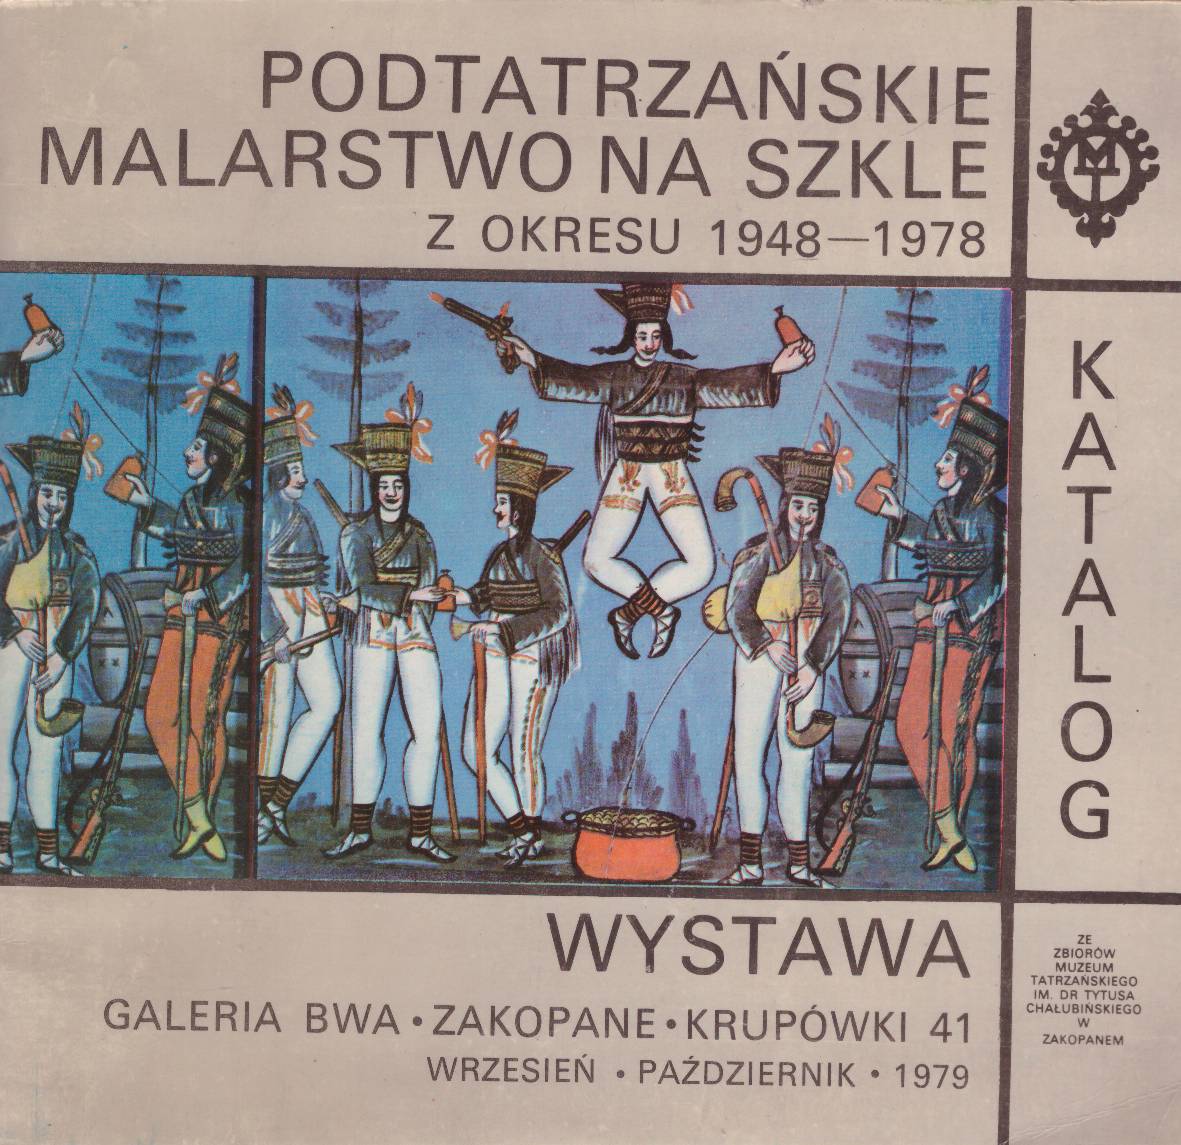 PODTATRZAŃSKIE
MALARSTWO NA SZKLE
Z OKRESU 1948—1978
M
K
A
T
A
L
O
G
WYSTAWA
GALERIA BWA • ZAKOPANE • KRUPÓWKI 41
WRZESIEŃ • PAŹDZIERNIK • 1979
ZE
ZBIORÓW
MUZEUM
TATRZAŃSKIEGO
IM. DR TYTUSA
CHAŁUBIŃSKIEGO
W
ZAKOPANEM